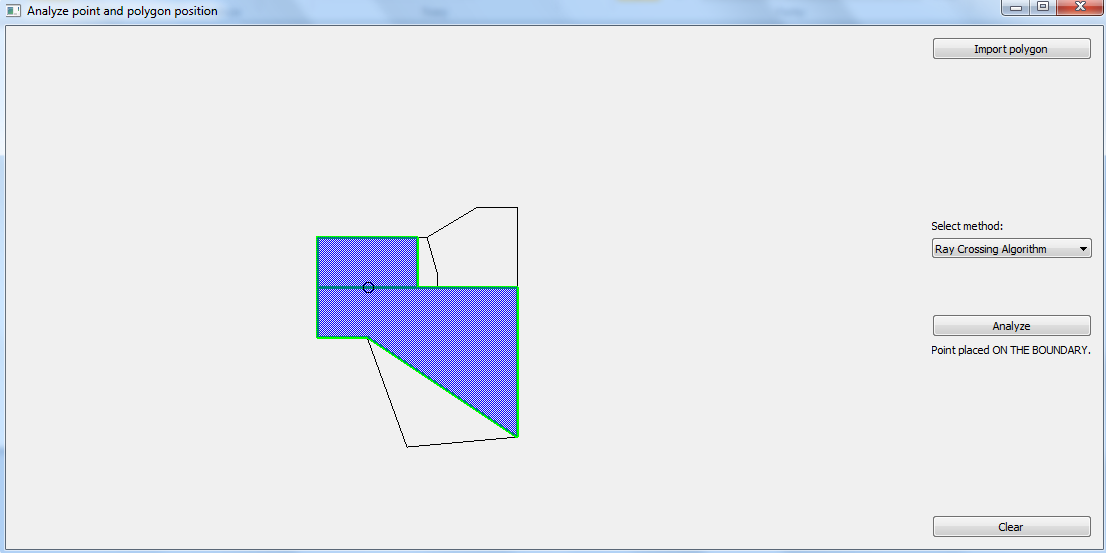 Analyze point and polygon position
Import polygon
Select method:
Ray Crossing Algorithm
Analyze
Point placed ON THE BOUNDARY.
Clear